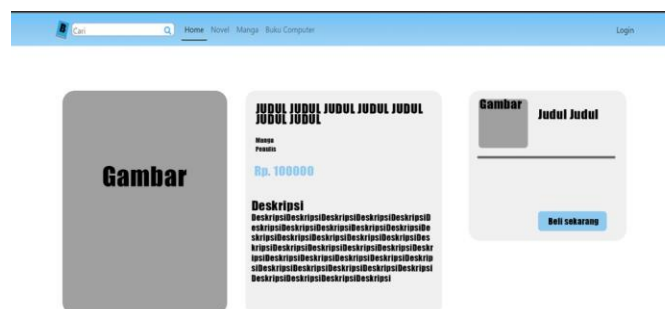 B
Cari
Home Novel Manga Buku Computer
Login
Gambar
JUDUL JUDUL JUDUL JUDUL JUDUL
JUDUL JUDUL
Manga
Penulis
Rp. 100000
Deskripsi
DeskripsiDeskripsiDeskripsiDeskripsiDeskripsiD
eskripsiDeskripsiDeskripsiDeskripsiDeskripsiDe
skripsiDeskripsiDeskripsiDeskripsiDeskripsiDes
kripsiDeskripsiDeskripsiDeskripsiDeskripsiDeskr
ipsiDeskripsiDeskripsiDeskripsiDeskripsiDeskrip
siDeskripsiDeskripsiDeskripsiDeskripsiDeskripsi
DeskripsiDeskripsiDeskripsiDeskripsi
Gambar
Judul Judul
Beli sekarang